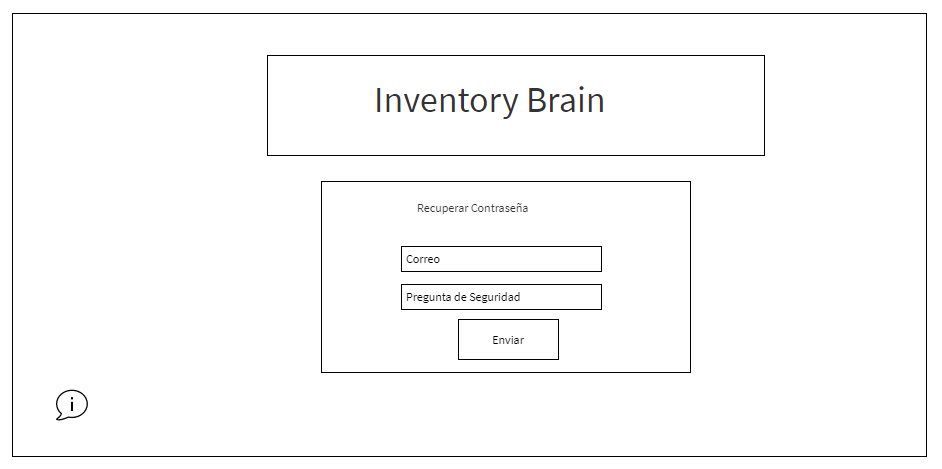 Inventory Brain
Recuperar Contraseña
Correo
Pregunta de Seguridad
Enviar
i